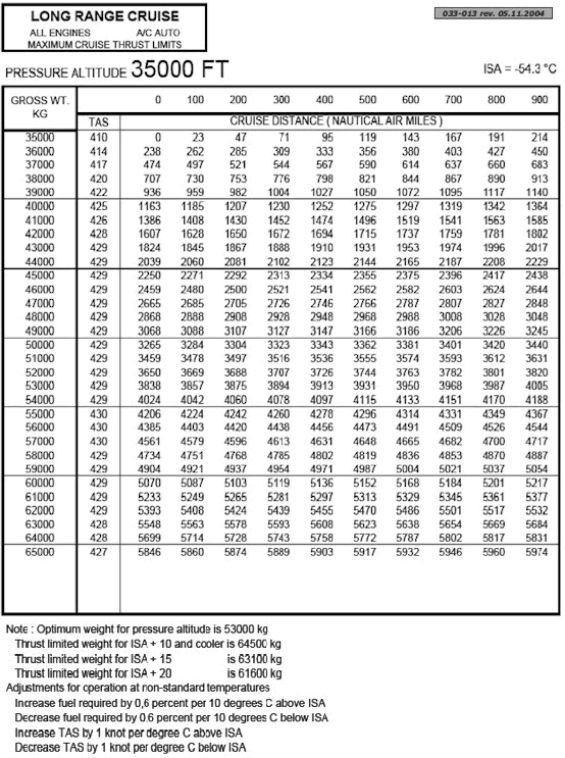 LONG RANGE CRUISE
ALL ENGINES A/C AUTO
MAXIMUM CRUISE THRUST LIMITS
033-013 rev. 05.11.2004
PRESSURE ALTITUDE 35000 FT
ISA = -54.3 °C
GROSS WT. KG 0 100 200 300 400 500 600 700 800 900
TAS CRUISE DISTANCE ( NAUTICAL AIR MILES )
35000 410 0 23 47 71 95 119 143 167 191 214
36000 414 238 262 285 309 333 356 380 403 427 450
37000 417 474 497 521 544 567 590 614 637 660 683
38000 420 707 730 753 776 798 821 844 867 890 913
39000 422 936 959 982 1004 1027 1050 1072 1095 1117 1140
40000 425 1163 1185 1207 1230 1252 1275 1297 1319 1342 1364
41000 426 1386 1408 1430 1452 1474 1496 1519 1541 1563 1585
42000 428 1607 1628 1650 1672 1694 1715 1737 1759 1781 1802
43000 429 1824 1845 1867 1888 1910 1931 1953 1974 1996 2017
44000 429 2039 2060 2081 2102 2123 2144 2165 2187 2208 2229
45000 429 2250 2271 2292 2313 2334 2355 2375 2396 2417 2438
46000 429 2459 2480 2500 2521 2541 2562 2582 2603 2624 2644
47000 429 2665 2685 2705 2726 2746 2766 2787 2807 2827 2848
48000 429 2868 2888 2908 2928 2948 2968 2988 3008 3028 3048
49000 429 3068 3088 3107 3127 3147 3166 3186 3206 3226 3245
50000 429 3265 3284 3304 3323 3343 3362 3381 3401 3420 3440
51000 429 3459 3478 3497 3516 3536 3555 3574 3593 3612 3631
52000 429 3650 3669 3688 3707 3726 3744 3763 3782 3801 3820
53000 429 3838 3857 3875 3894 3913 3931 3950 3968 3987 4005
54000 429 4024 4042 4060 4078 4097 4115 4133 4151 4170 4188
55000 430 4206 4224 4242 4260 4278 4296 4314 4331 4349 4367
56000 430 4385 4403 4420 4438 4456 4473 4491 4509 4526 4544
57000 430 4561 4579 4596 4613 4631 4648 4665 4682 4700 4717
58000 429 4734 4751 4768 4785 4802 4819 4836 4853 4870 4887
59000 429 4904 4921 4937 4954 4971 4987 5004 5021 5037 5054
60000 429 5070 5087 5103 5119 5136 5152 5168 5184 5201 5217
61000 429 5233 5249 5265 5281 5297 5313 5329 5345 5361 5377
62000 429 5393 5408 5424 5439 5455 5470 5486 5501 5517 5532
63000 428 5548 5563 5578 5593 5608 5623 5638 5654 5669 5684
64000 428 5699 5714 5728 5743 5758 5772 5787 5802 5817 5831
65000 427 5846 5860 5874 5889 5903 5917 5932 5946 5960 5974
Note : Optimum weight for pressure altitude is 53000 kg
Thrust limited weight for ISA + 10 and cooler is 64500 kg
Thrust limited weight for ISA + 15 is 63100 kg
Thrust limited weight for ISA + 20 is 61600 kg
Adjustments for operation at non-standard temperatures
Increase fuel required by 0,6 percent per 10 degrees C above ISA
Decrease fuel required by 0.6 percent per 10 degrees C below ISA
Increase TAS by 1 knot per degree C above ISA
Decrease TAS by 1 knot per degree C below ISA